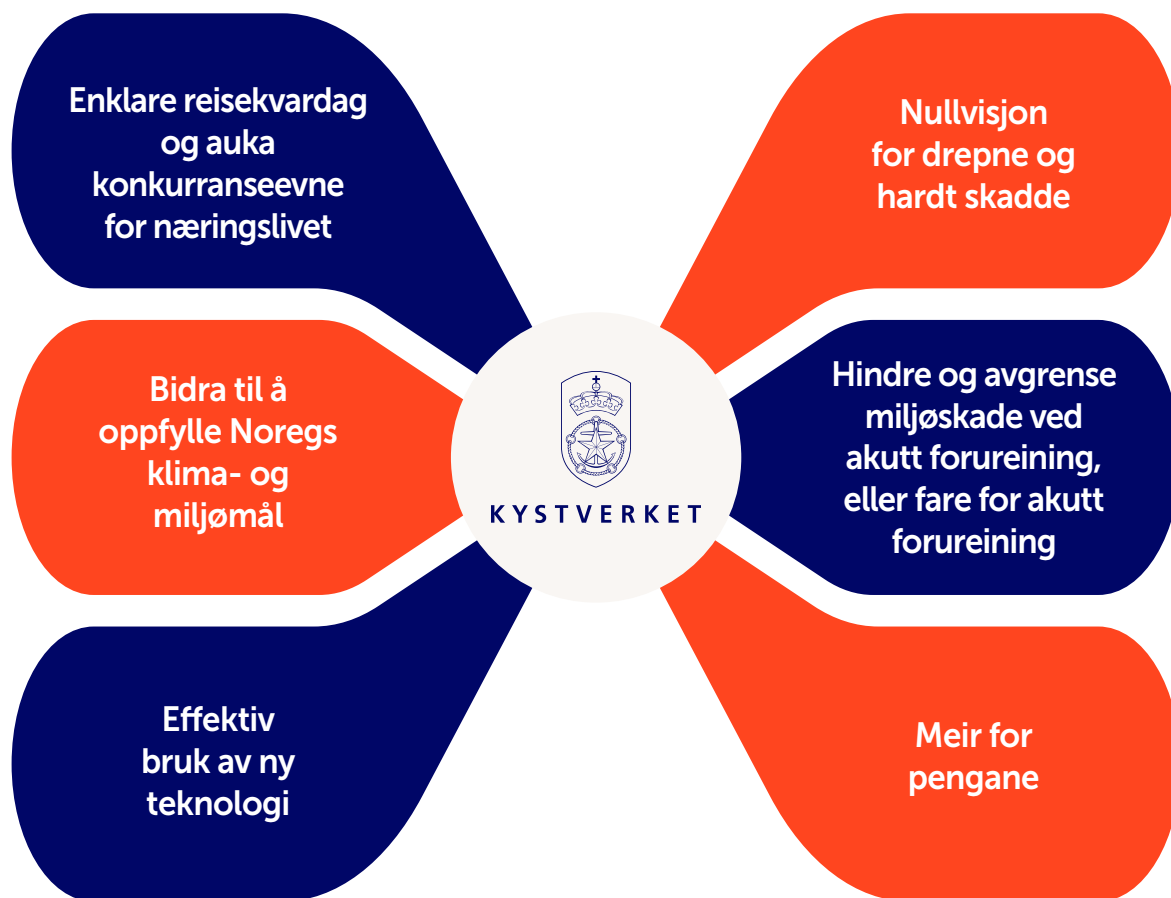 Enklare reisekvardag
og auka
konkurranseevne
for næringslivet
Nullvisjon
for drepne og
hardt skadde
Bidra til å
oppfylle Noregs
klima- og
miljømål
KYSTVERKET
Hindre og avgrense
miljøskade ved
akutt forureining,
eller fare for akutt
forureining
Effektiv
bruk av ny
teknologi
Meir for
pengane